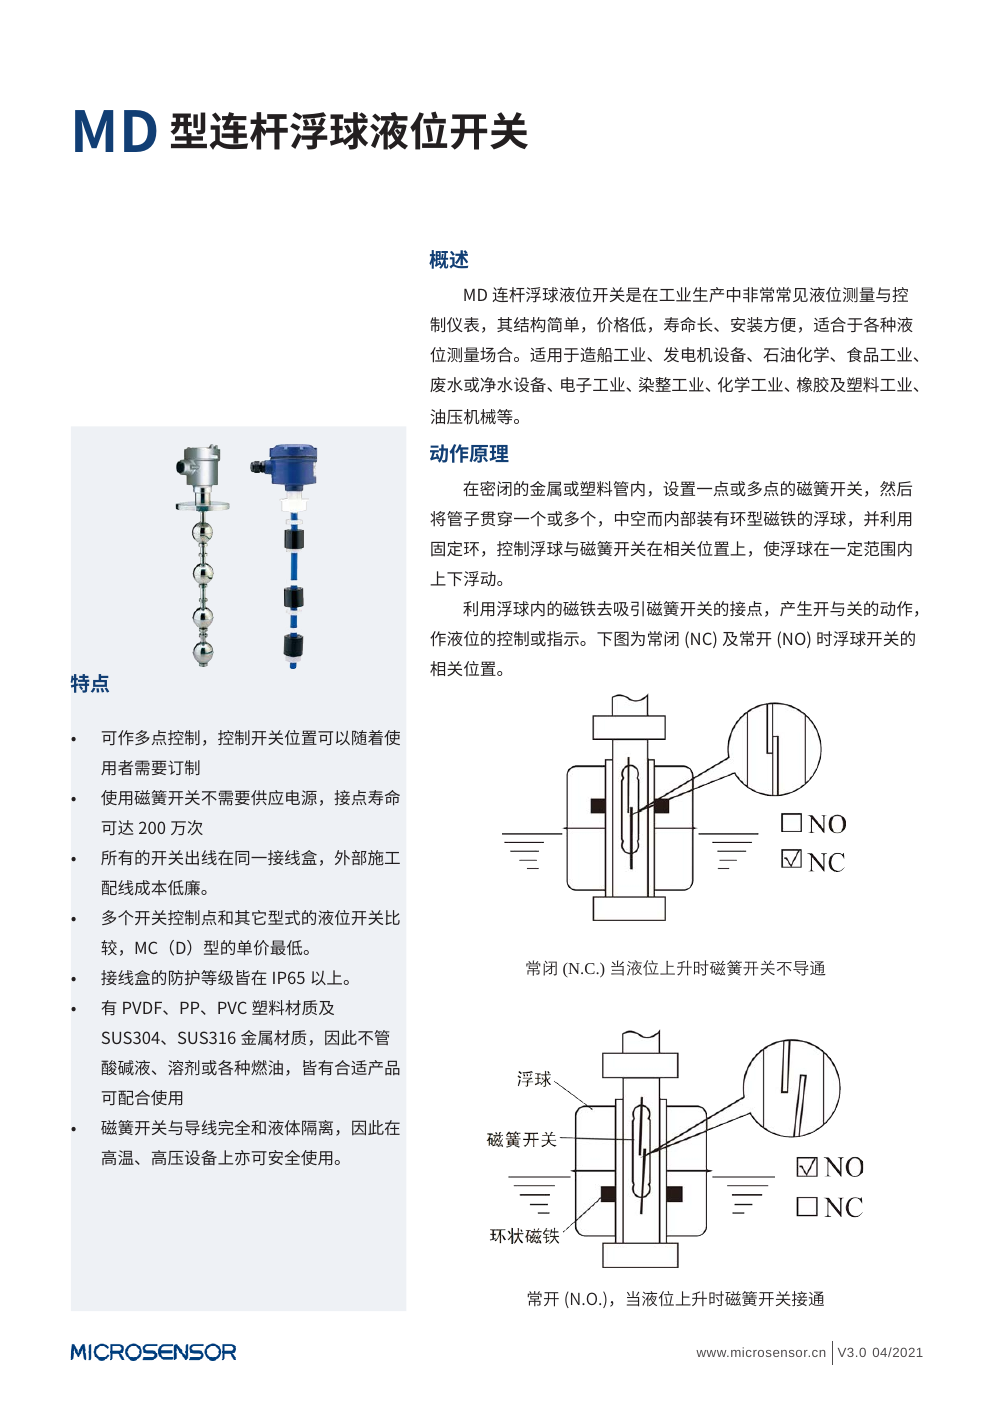 MD 型连杆浮球液位开关
概述
MD 连杆浮球液位开关是在工业生产中非常常见液位测量与控
制仪表，其结构简单，价格低，寿命长、安装方便，适合于各种液
位测量场合。适用于造船工业、发电机设备、石油化学、食品工业、
废水或净水设备、电子工业、染整工业、化学工业、橡胶及塑料工业、
油压机械等。
动作原理
在密闭的金属或塑料管内，设置一点或多点的磁簧开关，然后
将管子贯穿一个或多个，中空而内部装有环型磁铁的浮球，并利用
固定环，控制浮球与磁簧开关在相关位置上，使浮球在一定范围内
上下浮动。
利用浮球内的磁铁去吸引磁簧开关的接点，产生开与关的动作，
作液位的控制或指示。下图为常闭 (NC) 及常开 (NO) 时浮球开关的
相关位置。
NO
NC
常闭 (N.C.) 当液位上升时磁簧开关不导通
浮球
磁簧开关
环状磁铁
NO
NC
常开 (N.O.)，当液位上升时磁簧开关接通
特点
• 可作多点控制，控制开关位置可以随着使
用者需要订制
• 使用磁簧开关不需要供应电源，接点寿命
可达 200 万次
• 所有的开关出线在同一接线盒，外部施工
配线成本低廉。
• 多个开关控制点和其它型式的液位开关比
较，MC（D）型的单价最低。
• 接线盒的防护等级皆在 IP65 以上。
• 有 PVDF、PP、PVC 塑料材质及
SUS304、SUS316 金属材质，因此不管
酸碱液、溶剂或各种燃油，皆有合适产品
可配合使用
• 磁簧开关与导线完全和液体隔离，因此在
高温、高压设备上亦可安全使用。
MICROSENSOR
www.microsensor.cn V3.0 04/2021